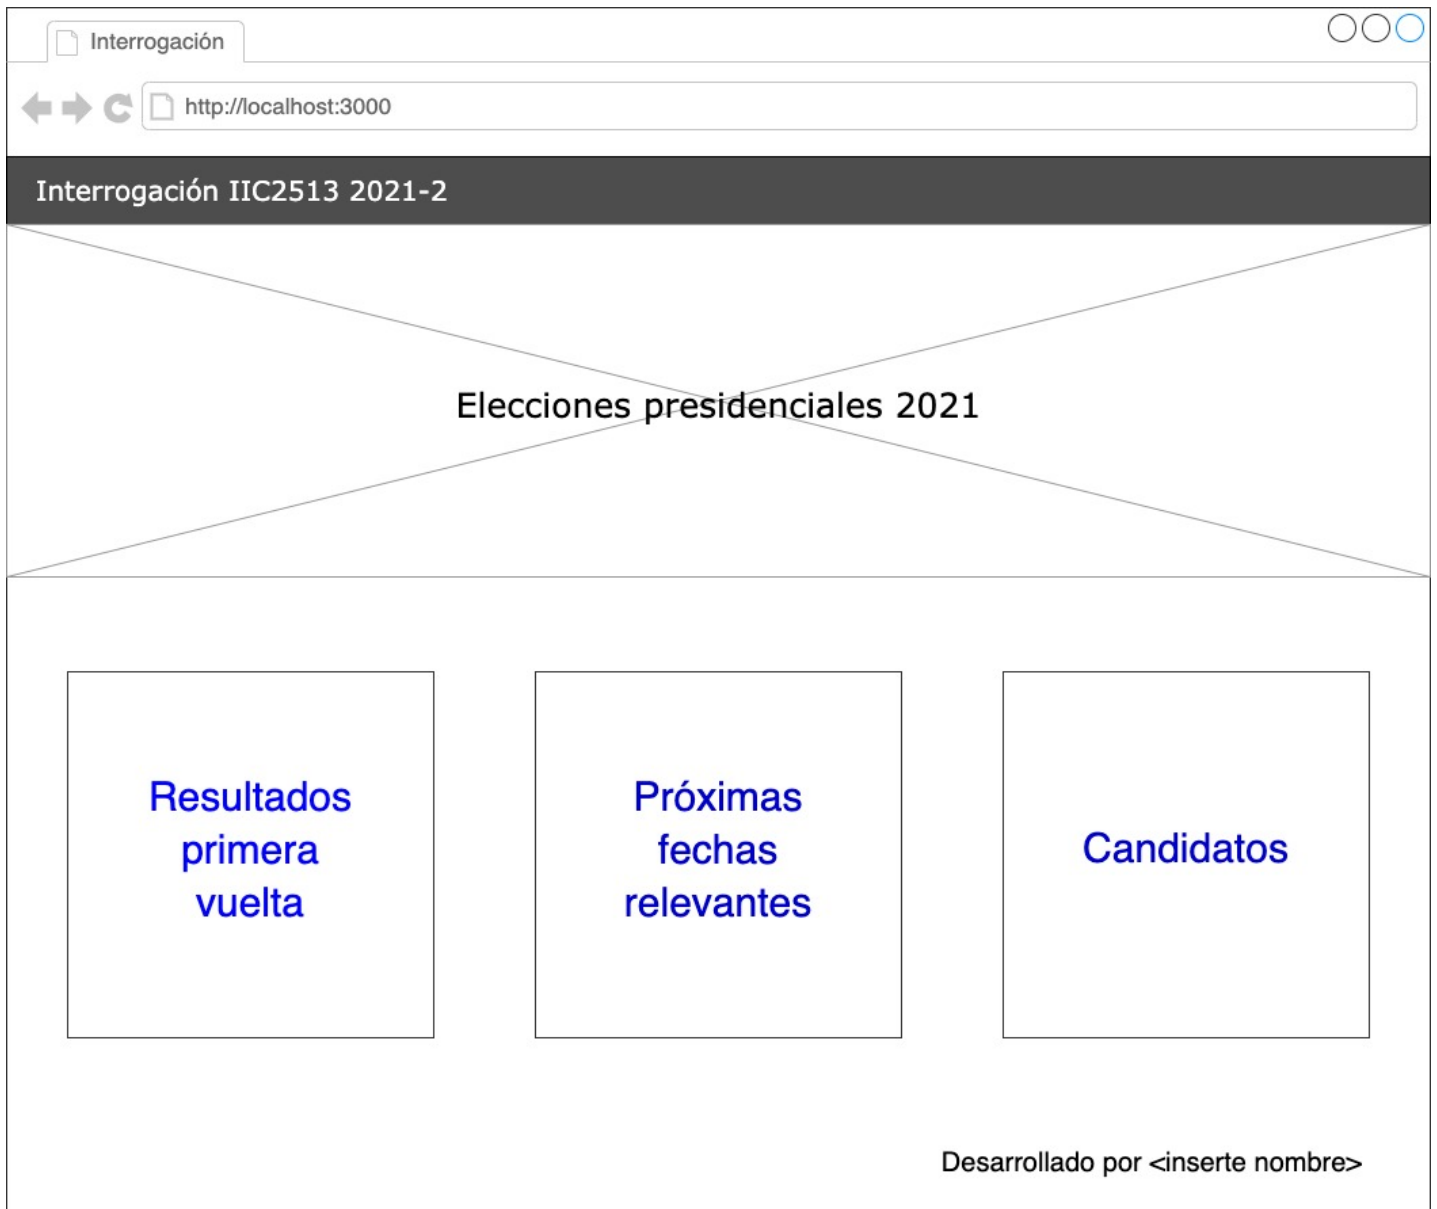 Interrogación
http://localhost:3000
Interrogación IIC2513 2021-2
Elecciones presidenciales 2021
Resultados
primera
vuelta
Próximas
fechas
relevantes
Candidatos
Desarrollado por <inserte nombre>